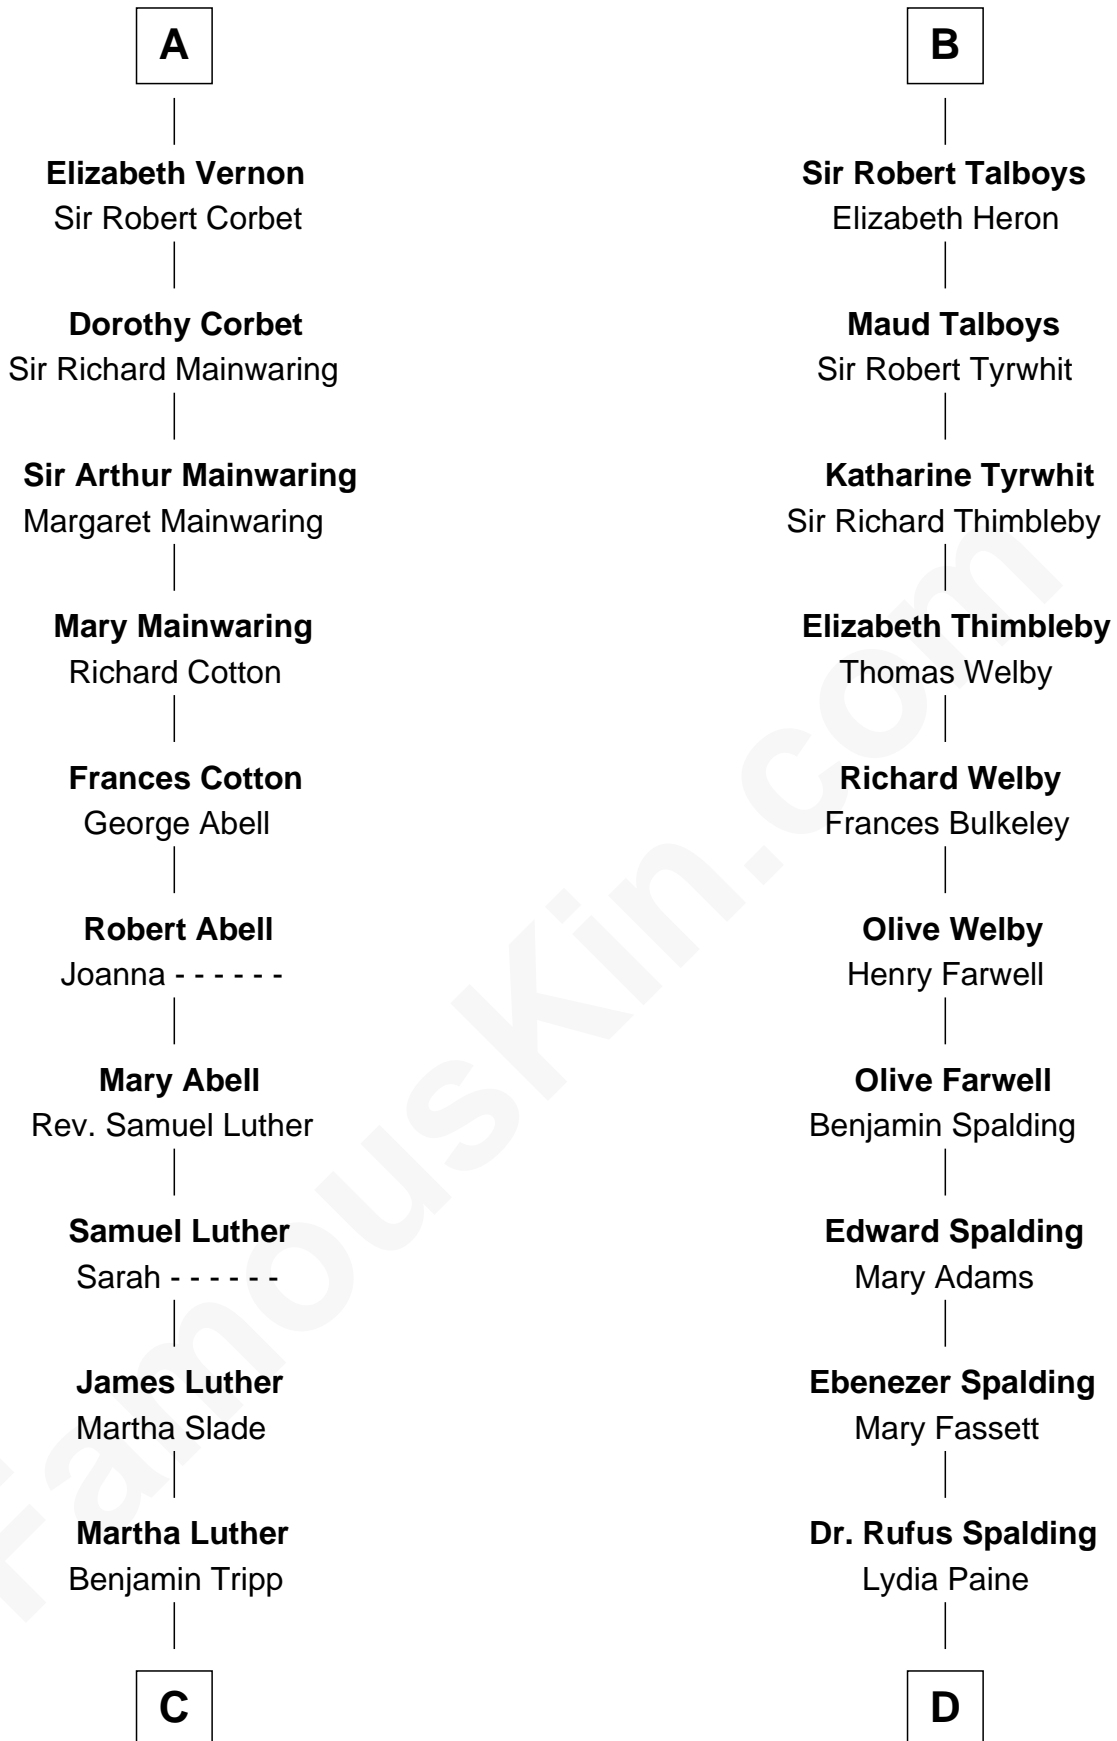 A
Elizabeth Vernon
Sir Robert Corbet
Dorothy Corbet
Sir Richard Mainwaring
Sir Arthur Mainwaring
Margaret Mainwaring
Mary Mainwaring
Richard Cotton
Frances Cotton
George Abell
Robert Abell
Joanna - - - - - -
Mary Abell
Rev. Samuel Luther
Samuel Luther
Sarah - - - - - -
James Luther
Martha Slade
Martha Luther
Benjamin Tripp
C
B
Sir Robert Talboys
Elizabeth Heron
Maud Talboys
Sir Robert Tyrwhit
Katharine Tyrwhit
Sir Richard Thimbleby
Elizabeth Thimbleby
Thomas Welby
Richard Welby
Frances Bulkeley
Olive Welby
Henry Farwell
Olive Farwell
Benjamin Spalding
Edward Spalding
Mary Adams
Ebenezer Spalding
Mary Fassett
Dr. Rufus Spalding
Lydia Paine
D
FamousKin.com